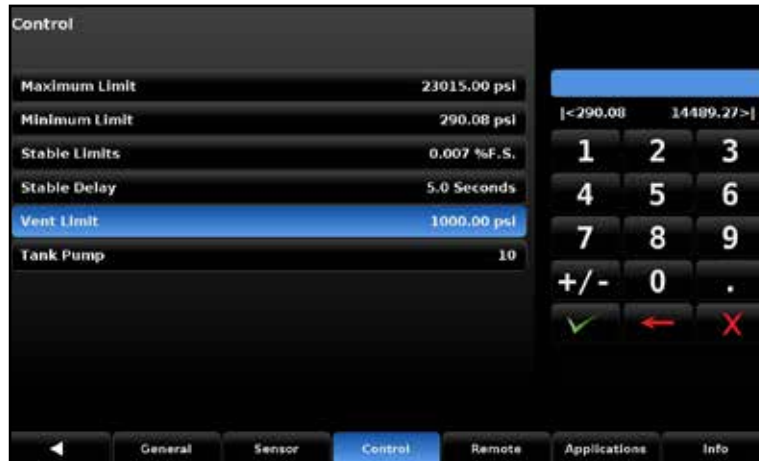 Control
Maximum Limit 23015.00 psi
Minimum Limit 290.08 psi
Stable Limits 0.007 %F.S.
Stable Delay 5.0 Seconds
Vent Limit 1000.00 psi
Tank Pump 10
|<290.08 14489.27>|
1 2 3
4 5 6
7 8 9
+/- 0 .
General Sensor Control Remote Applications Info